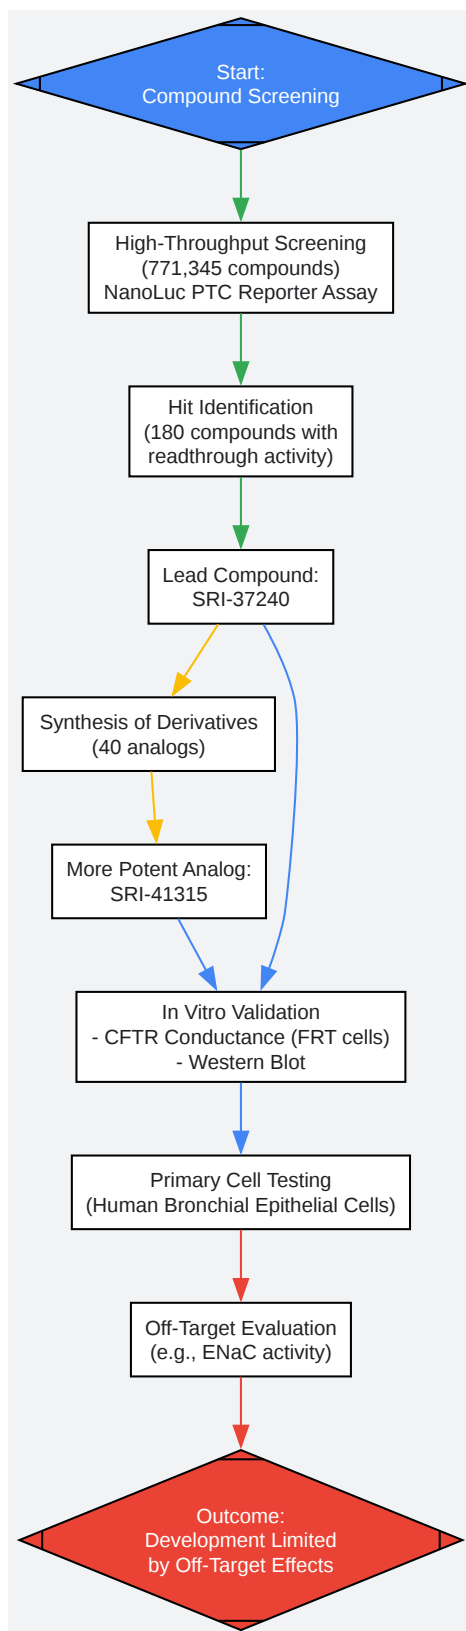 Start:
Compound Screening
High-Throughput Screening
(771,345 compounds)
NanoLuc PTC Reporter Assay
Hit Identification
(180 compounds with
readthrough activity)
Lead Compound:
SRI-37240
Synthesis of Derivatives
(40 analogs)
More Potent Analog:
SRI-41315
In Vitro Validation
- CFTR Conductance (FRT cells)
- Western Blot
Primary Cell Testing
(Human Bronchial Epithelial Cells)
Off-Target Evaluation
(e.g., ENaC activity)
Outcome:
Development Limited
by Off-Target Effects